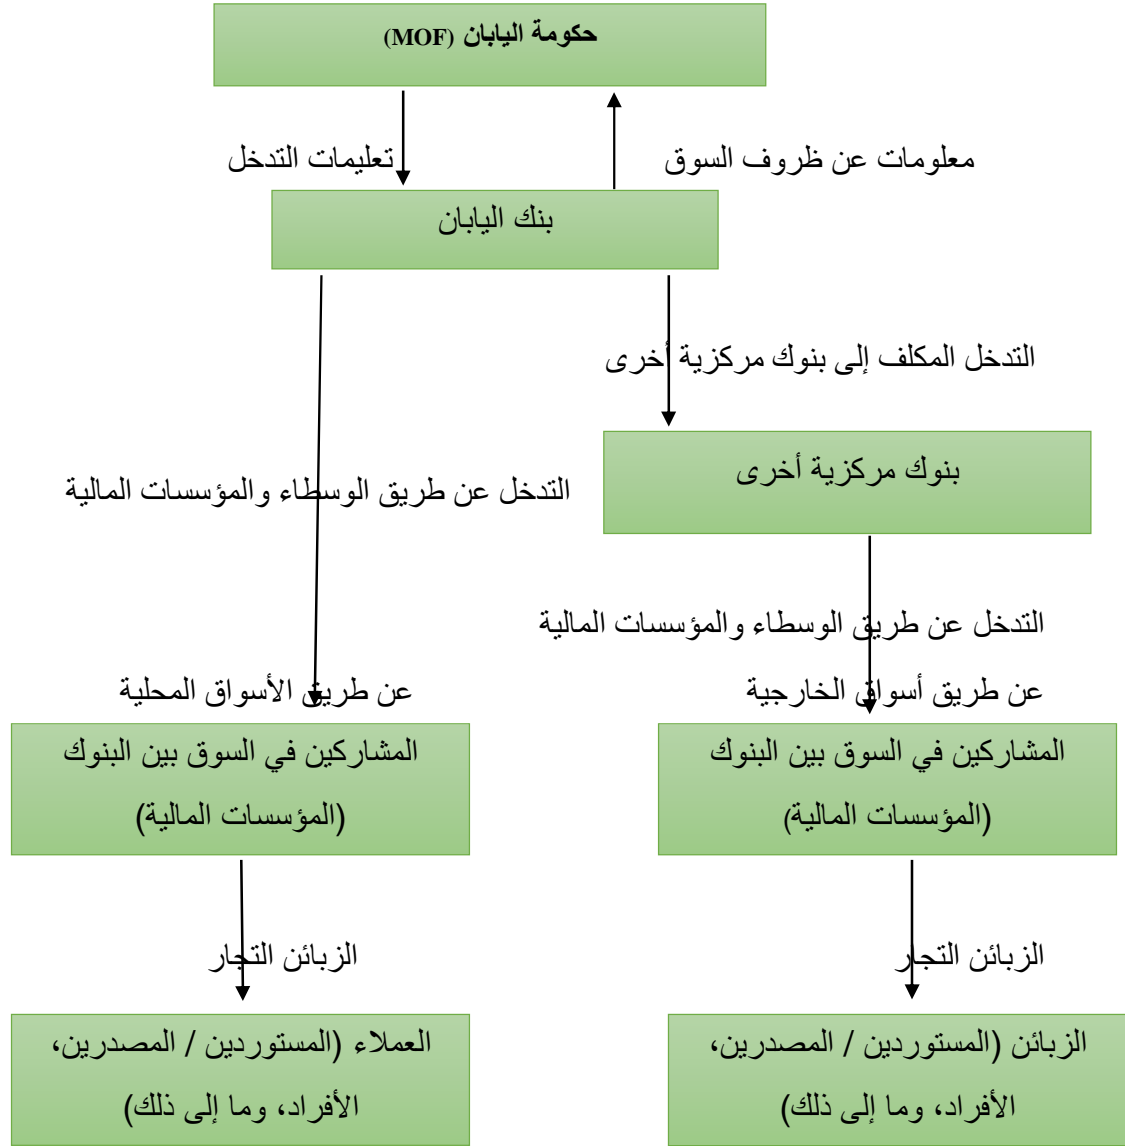 حكومة اليابان (MOF)
معلومات عن ظروف السوق
تعليمات التدخل
بنك اليابان
التدخل المكلف إلى بنوك مركزية أخرى
بنوك مركزية أخرى
التدخل عن طريق الوسطاء والمؤسسات المالية
التدخل عن طريق الوسطاء والمؤسسات المالية
عن طريق أسواق الخارجية
عن طريق الأسواق المحلية
المشاركين في السوق بين البنوك
(المؤسسات المالية)
المشاركين في السوق بين البنوك
(المؤسسات المالية)
الزبائن التجار
الزبائن التجار
الزبائن (المستوردين / المصدرين،
الأفراد، وما إلى ذلك)
العملاء (المستوردين / المصدرين،
الأفراد، وما إلى ذلك)